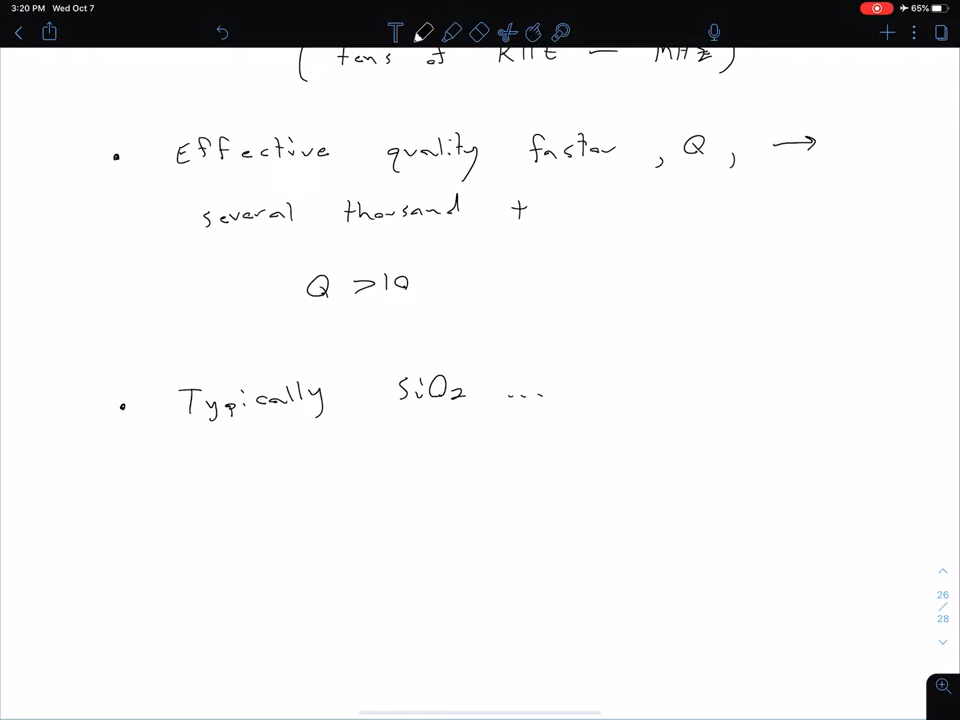 3:20 PM Wed Oct 7
65%
( tens of KHz — MHz )
• Effective quality factor , Q , →
several thousand +
Q >10
• Typically SiO2 ...
26
/
28